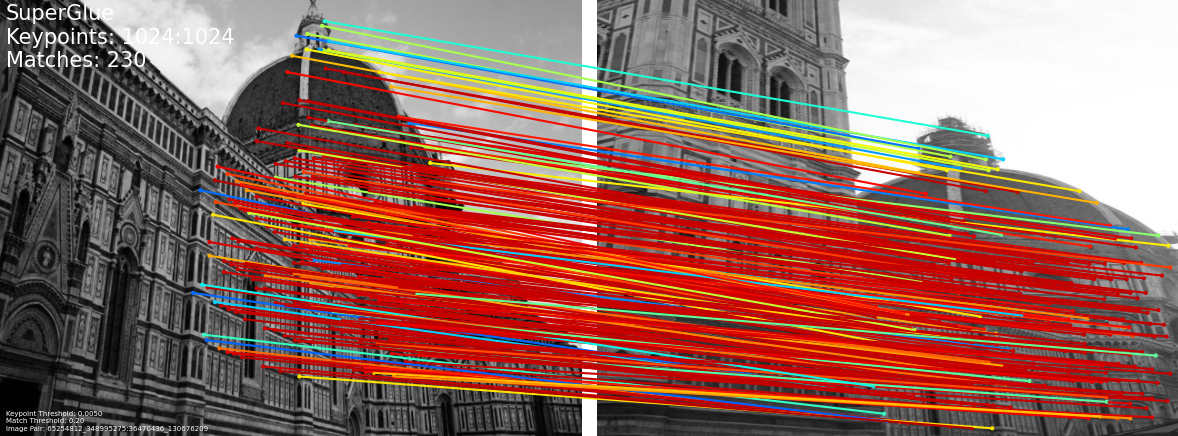 SuperGlue
Keypoints: 1024:1024
Matches: 230
Keypoint Threshold: 0.0050
Match Threshold: 0.20
Image Pair: 65254812_348995275:36470436_130676209